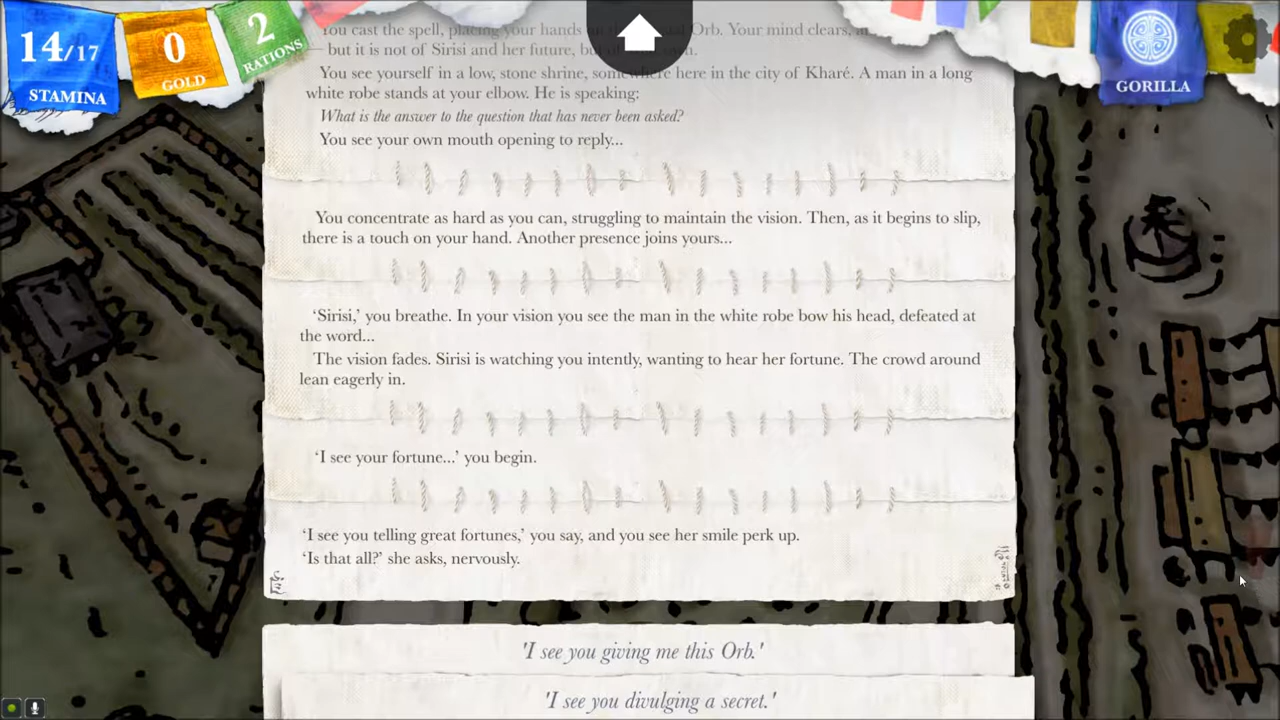 14/17
STAMINA
0
GOLD
2
RATIONS
GORILLA
You cast the spell, placing your hands Orb. Your mind clears,
— but it is not of Sirisi and her future, but
You see yourself in a low, stone shrine, somewhere here in the city of Kharé. A man in a long
white robe stands at your elbow. He is speaking:
What is the answer to the question that has never been asked?
You see your own mouth opening to reply...
You concentrate as hard as you can, struggling to maintain the vision. Then, as it begins to slip,
there is a touch on your hand. Another presence joins yours...
‘Sirisi,’ you breathe. In your vision you see the man in the white robe bow his head, defeated at
the word...
The vision fades. Sirisi is watching you intently, wanting to hear her fortune. The crowd around
lean eagerly in.
‘I see your fortune...’ you begin.
‘I see you telling great fortunes,’ you say, and you see her smile perk up.
‘Is that all?’ she asks, nervously.
'I see you giving me this Orb.'
'I see you divulging a secret.'